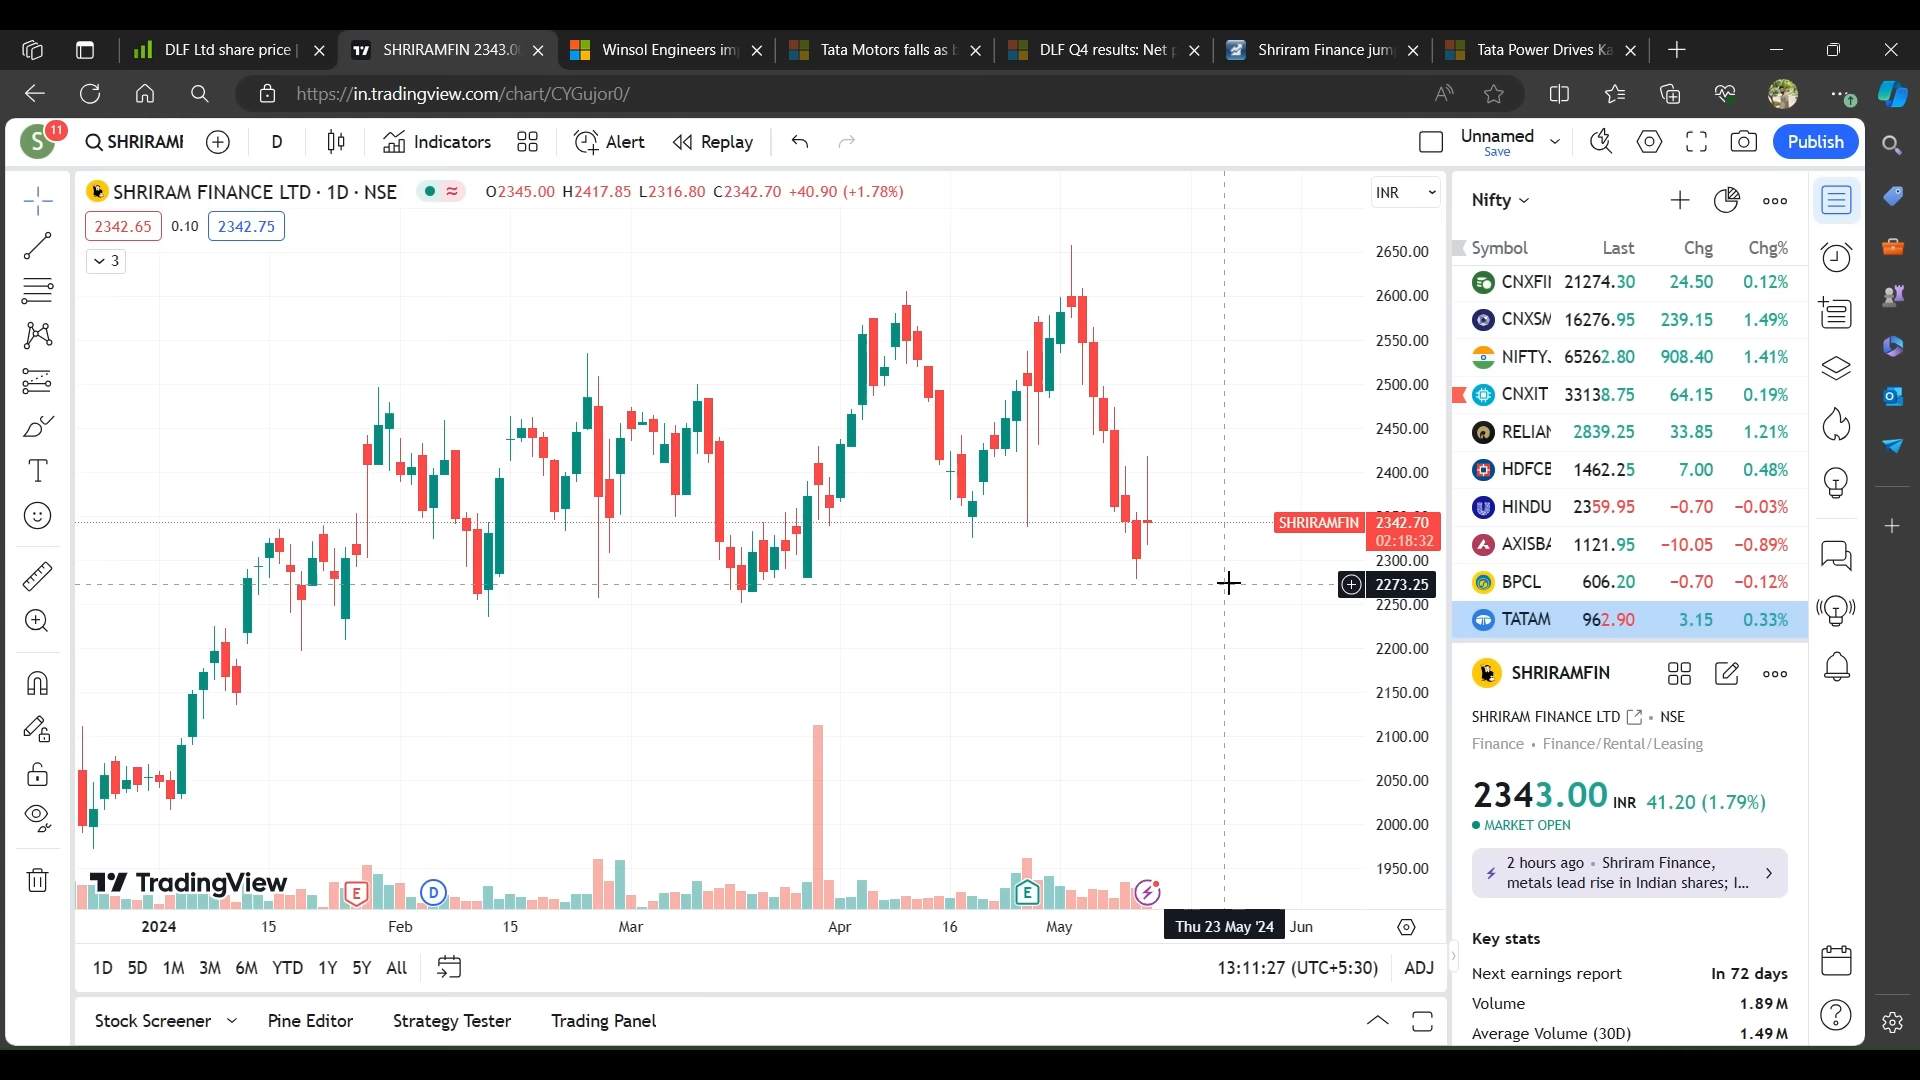 DLF Ltd share price |
SHRIRAMFIN 2343.0
Winsol Engineers im
Tata Motors falls as
DLF Q4 results: Net
Shriram Finance jum
Tata Power Drives Ka
https://in.tradingview.com/chart/CYGujor0/
S
11
SHRIRAMI
D
Indicators
Alert
Replay
Unnamed
Save
Publish
SHRIRAM FINANCE LTD · 1D · NSE
O2345.00 H2417.85 L2316.80 C2342.70 +40.90 (+1.78%)
INR
2342.65
0.10
2342.75
3
2650.00
2600.00
2550.00
2500.00
2450.00
2400.00
SHRIRAMFIN
2342.70
02:18:32
2300.00
2273.25
2250.00
2200.00
2150.00
2100.00
2050.00
2000.00
1950.00
TradingView
E
D
E
2024
15
Feb
15
Mar
Apr
16
May
Thu 23 May '24
Jun
1D 5D 1M 3M 6M YTD 1Y 5Y All
13:11:27 (UTC+5:30)
ADJ
Stock Screener
Pine Editor
Strategy Tester
Trading Panel
Nifty
Symbol Last Chg Chg%
CNXFII 21274.30 24.50 0.12%
CNXSM 16276.95 239.15 1.49%
NIFTY. 65262.80 908.40 1.41%
CNXIT 33138.75 64.15 0.19%
RELIAN 2839.25 33.85 1.21%
HDFCB 1462.25 7.00 0.48%
HINDU 2359.95 −0.70 −0.03%
AXISBA 1121.95 −10.05 −0.89%
BPCL 606.20 −0.70 −0.12%
TATAM 962.90 3.15 0.33%
SHRIRAMFIN
SHRIRAM FINANCE LTD • NSE
Finance • Finance/Rental/Leasing
2343.00 INR 41.20 (1.79%)
MARKET OPEN
2 hours ago • Shriram Finance,
metals lead rise in Indian shares; I...
Key stats
Next earnings report In 72 days
Volume 1.89M
Average Volume (30D) 1.49M